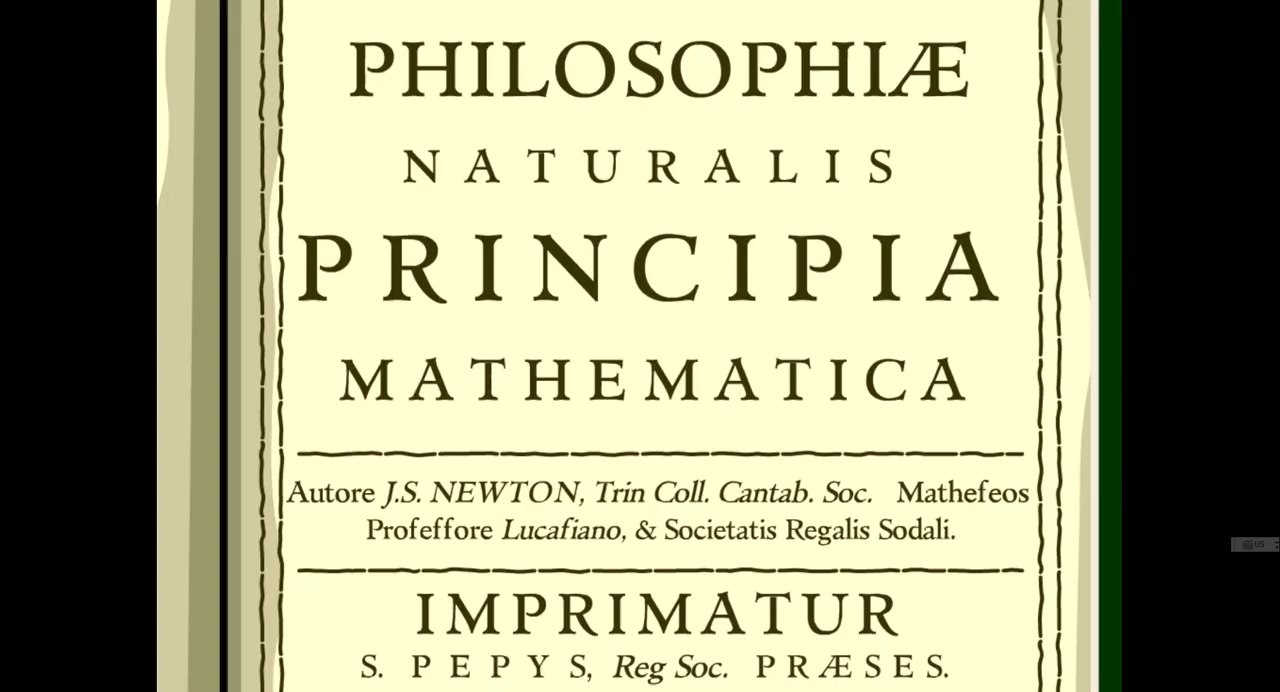 PHILOSOPHIÆ
NATURALIS
PRINCIPIA
MATHEMATICA
Autore J.S. NEWTON, Trin Coll. Cantab. Soc. Mathefeos
Profeffore Lucafiano, & Societatis Regalis Sodali.
IMPRIMATUR
S. PEPYS, Reg Soc. PRÆSES.
US